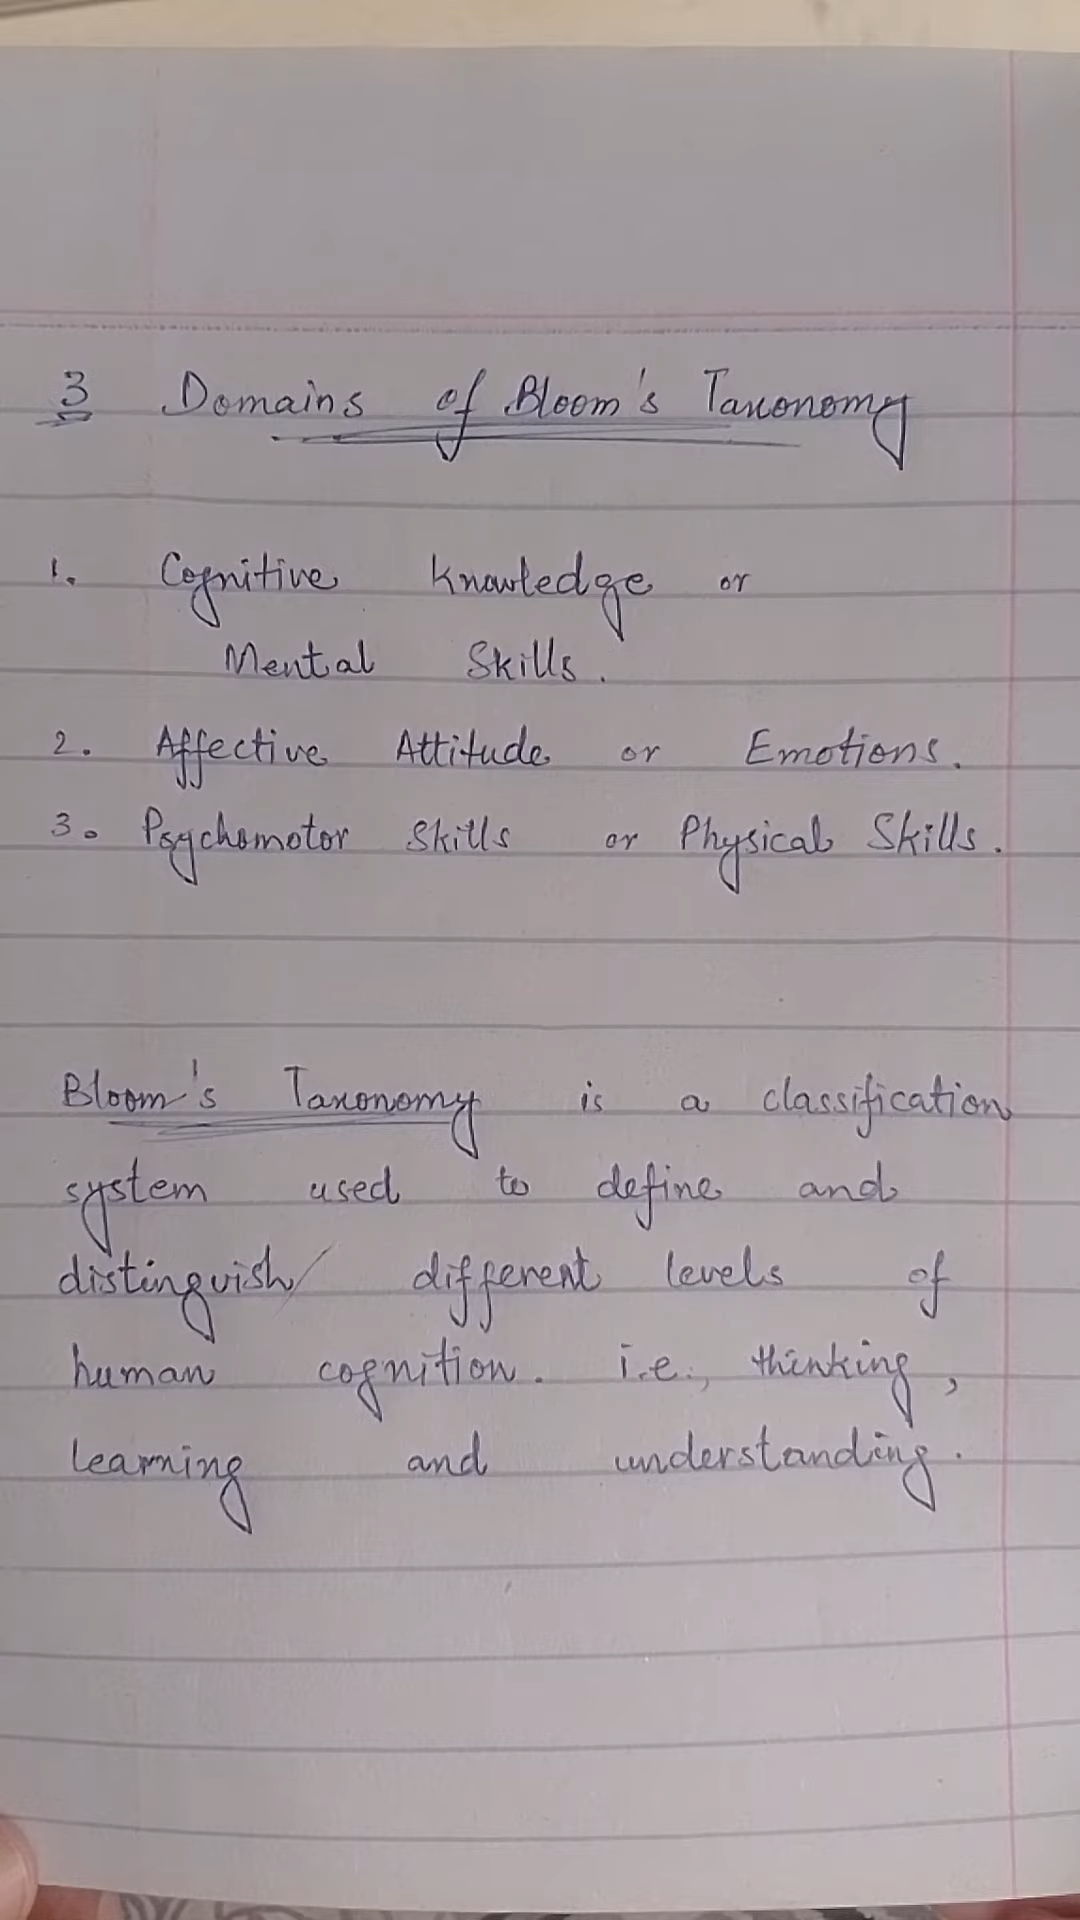 3 Domains of Bloom's Taxonomy
1. Cognitive Knowledge or
Mental Skills.
2. Affective Attitude or Emotions.
3. Psychomotor Skills or Physical Skills.
Bloom's Taxonomy is a classification
system used to define and
distinguish different levels of
human cognition. i.e., thinking,
learning and understanding.